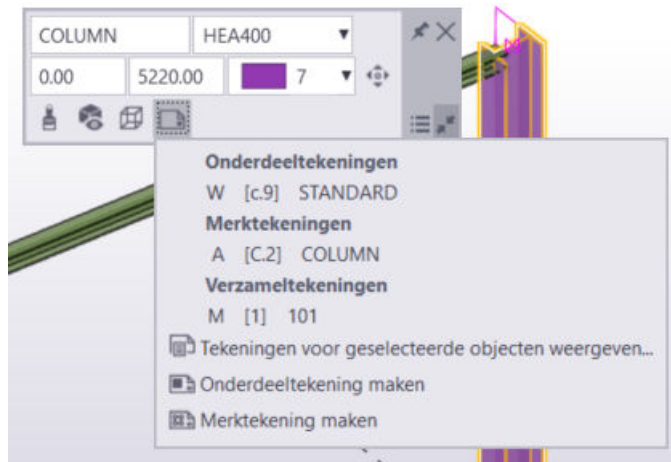 COLUMN HEA400
0.00 5220.00 7
Onderdeeltekeningen
W [c.9] STANDARD
Merktekeningen
A [C.2] COLUMN
Verzameltekeningen
M [1] 101
Tekeningen voor geselecteerde objecten weergeven...
Onderdeeltekening maken
Merktekening maken